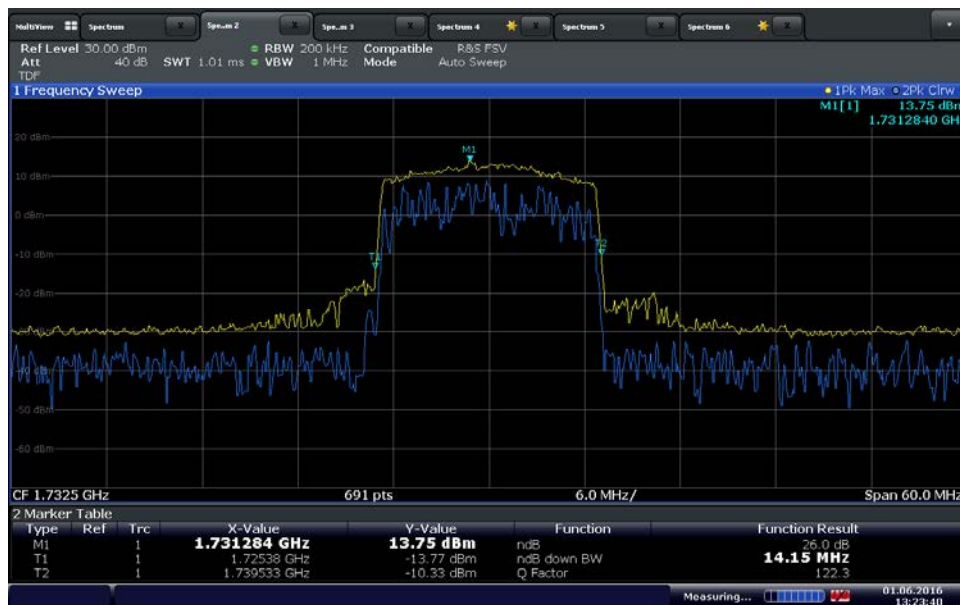 MultiView Spectrum X Spe...m 2 X Spe...m 3 X Spectrum 4 X Spectrum 5 X Spectrum 6 X
Ref Level 30.00 dBm RBW 200 kHz Compatible R&S FSV
Att 40 dB SWT 1.01 ms VBW 1 MHz Mode Auto Sweep
TDF
1 Frequency Sweep 1Pk Max 2Pk Clrw
M1[1] 13.75 dBm
1.7312840 GH
20 dBm
M1
10 dBm
0 dBm
T2
-10 dBm
T1
-20 dBm
-50 dBm
-60 dBm
CF 1.7325 GHz 691 pts 6.0 MHz/ Span 60.0 MHz
2 Marker Table
Type Ref Trc X-Value Y-Value Function Function Result
M1 1 1.731284 GHz 13.75 dBm ndB 26.0 dB
T1 1 1.72538 GHz -13.77 dBm ndB down BW 14.15 MHz
T2 1 1.739533 GHz -10.33 dBm Q Factor 122.3
Measuring... 01.06.2016
13:23:40